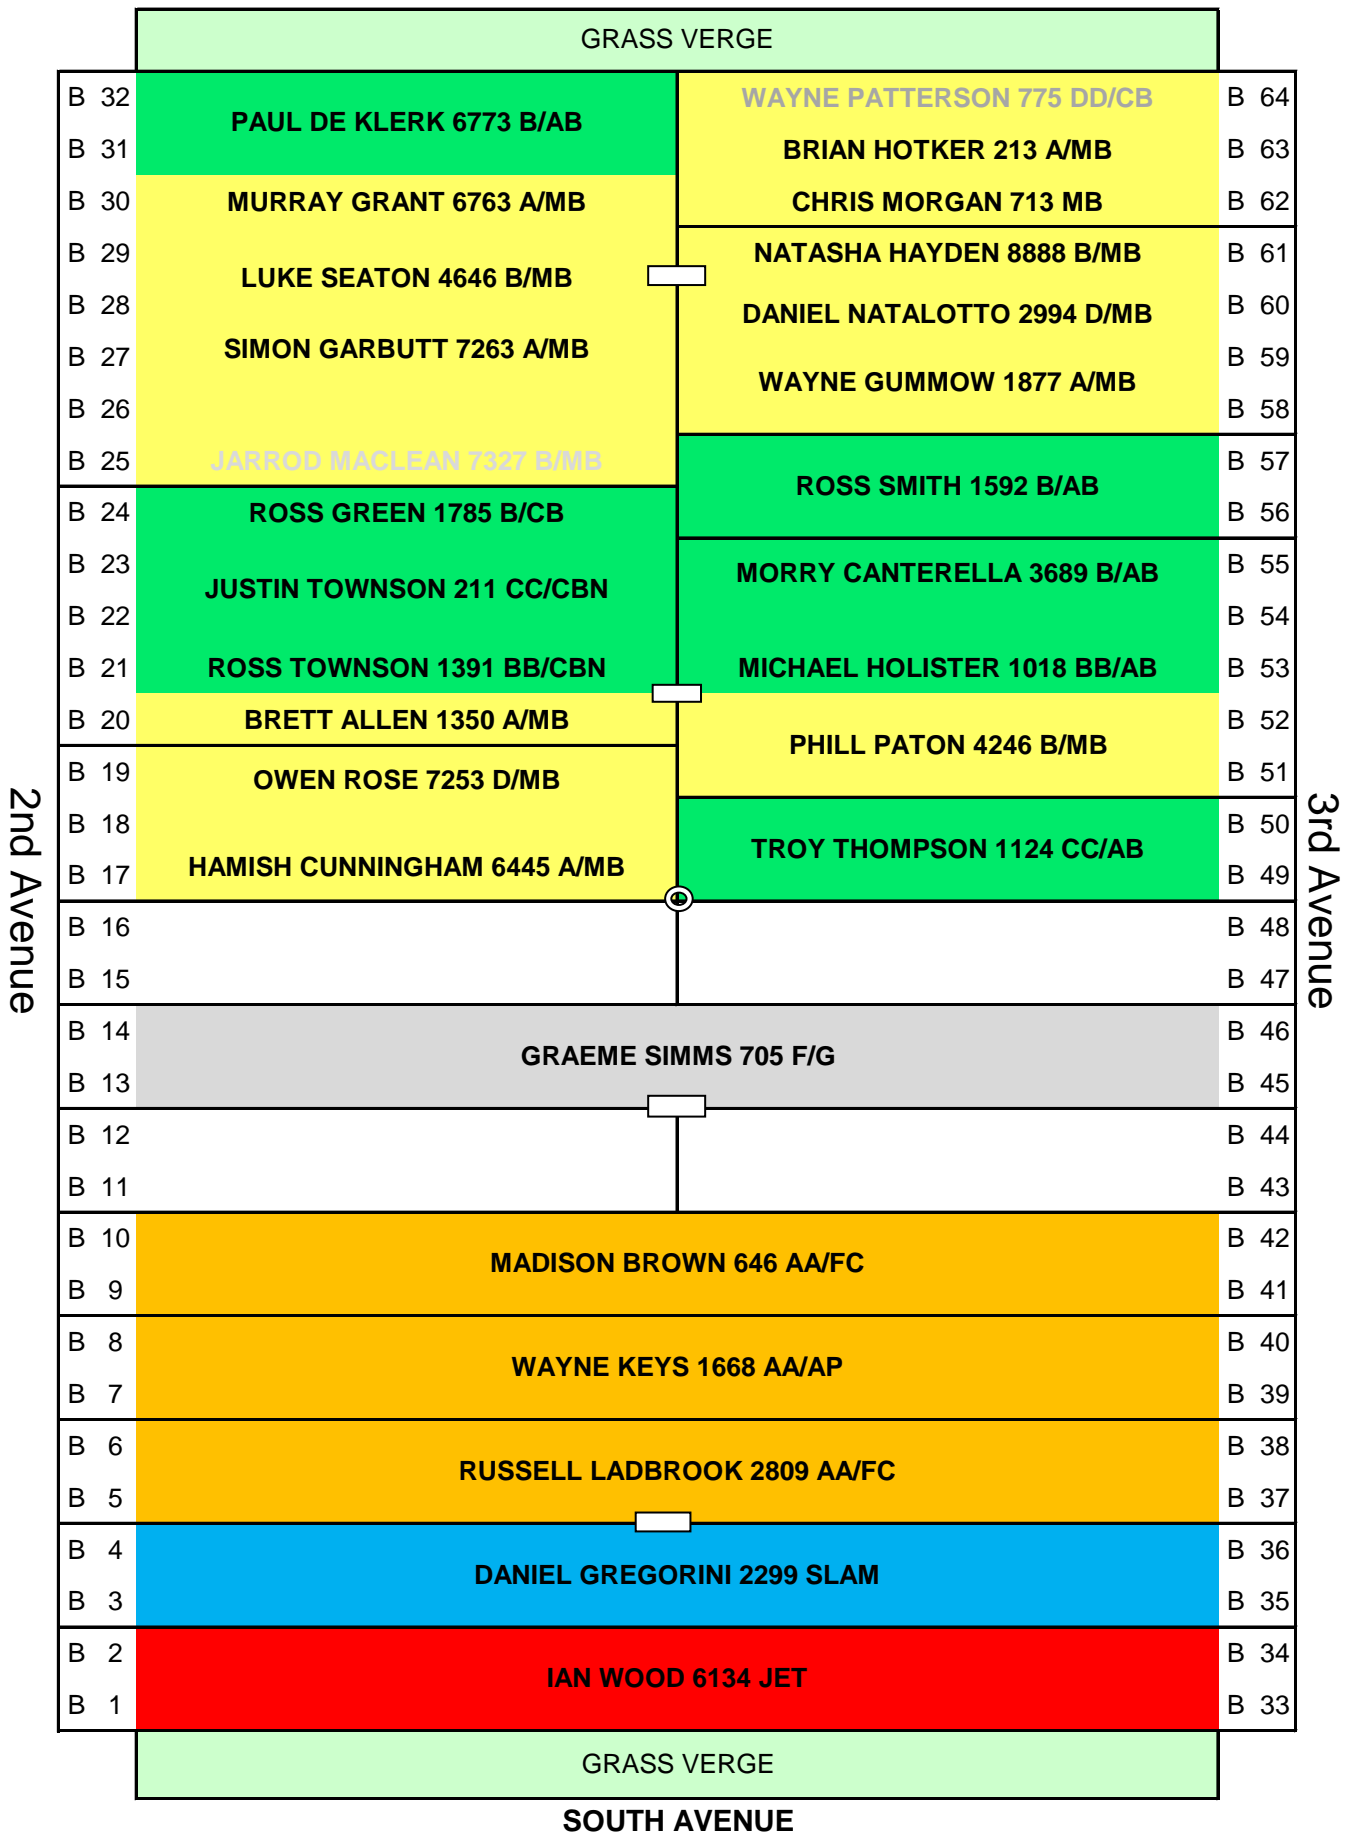 GRASS VERGE
B 32
PAUL DE KLERK 6773 B/AB
B 31
B 30
MURRAY GRANT 6763 A/MB
B 29
LUKE SEATON 4646 B/MB
B 28
SIMON GARBUTT 7263 A/MB
B 27
B 26
B 25
JARROD MACLEAN 7327 B/MB
B 24
ROSS GREEN 1785 B/CB
B 23
JUSTIN TOWNSON 211 CC/CBN
B 22
B 21
ROSS TOWNSON 1391 BB/CBN
B 20
BRETT ALLEN 1350 A/MB
B 19
OWEN ROSE 7253 D/MB
B 18
HAMISH CUNNINGHAM 6445 A/MB
B 17
B 16
B 15
B 14
B 13
B 12
B 11
B 10
B 9
B 8
B 7
B 6
B 5
B 4
B 3
B 2
B 1
2nd Avenue
WAYNE PATTERSON 775 DD/CB
B 64
BRIAN HOTKER 213 A/MB
B 63
CHRIS MORGAN 713 MB
B 62
NATASHA HAYDEN 8888 B/MB
B 61
DANIEL NATALOTTO 2994 D/MB
B 60
B 59
WAYNE GUMMOW 1877 A/MB
B 58
B 57
ROSS SMITH 1592 B/AB
B 56
B 55
MORRY CANTERELLA 3689 B/AB
B 54
MICHAEL HOLISTER 1018 BB/AB
B 53
B 52
PHILL PATON 4246 B/MB
B 51
B 50
TROY THOMPSON 1124 CC/AB
B 49
B 48
B 47
B 46
GRAEME SIMMS 705 F/G
B 45
B 44
B 43
B 42
MADISON BROWN 646 AA/FC
B 41
B 40
WAYNE KEYS 1668 AA/AP
B 39
B 38
RUSSELL LADBROOK 2809 AA/FC
B 37
B 36
DANIEL GREGORINI 2299 SLAM
B 35
B 34
IAN WOOD 6134 JET
B 33
3rd Avenue
GRASS VERGE
SOUTH AVENUE